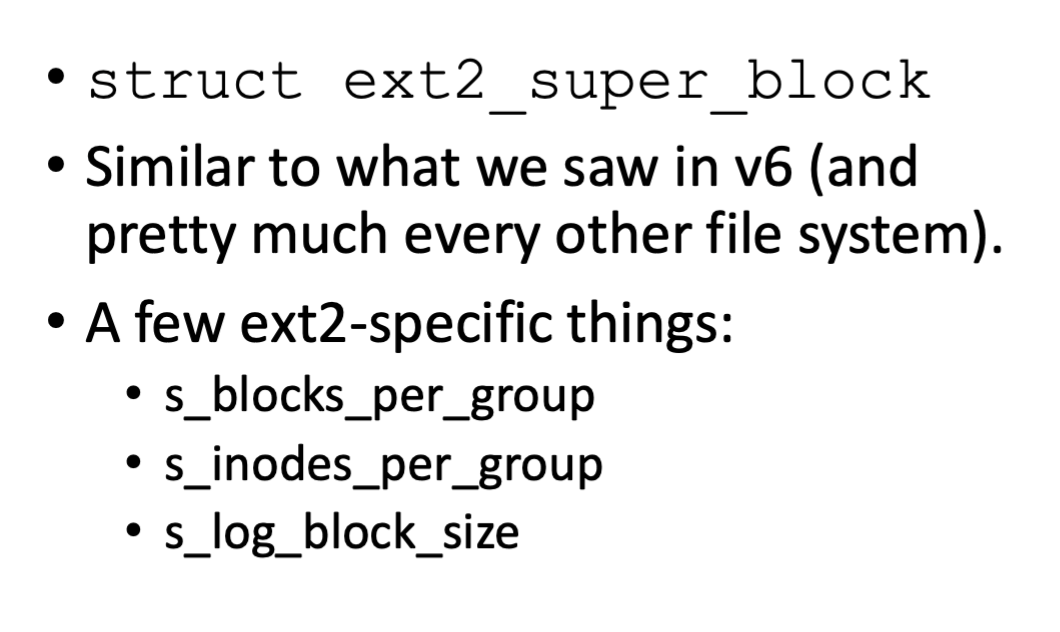 • struct ext2_super_block
• Similar to what we saw in v6 (and
pretty much every other file system).
• A few ext2-specific things:
• s_blocks_per_group
• s_inodes_per_group
• s_log_block_size